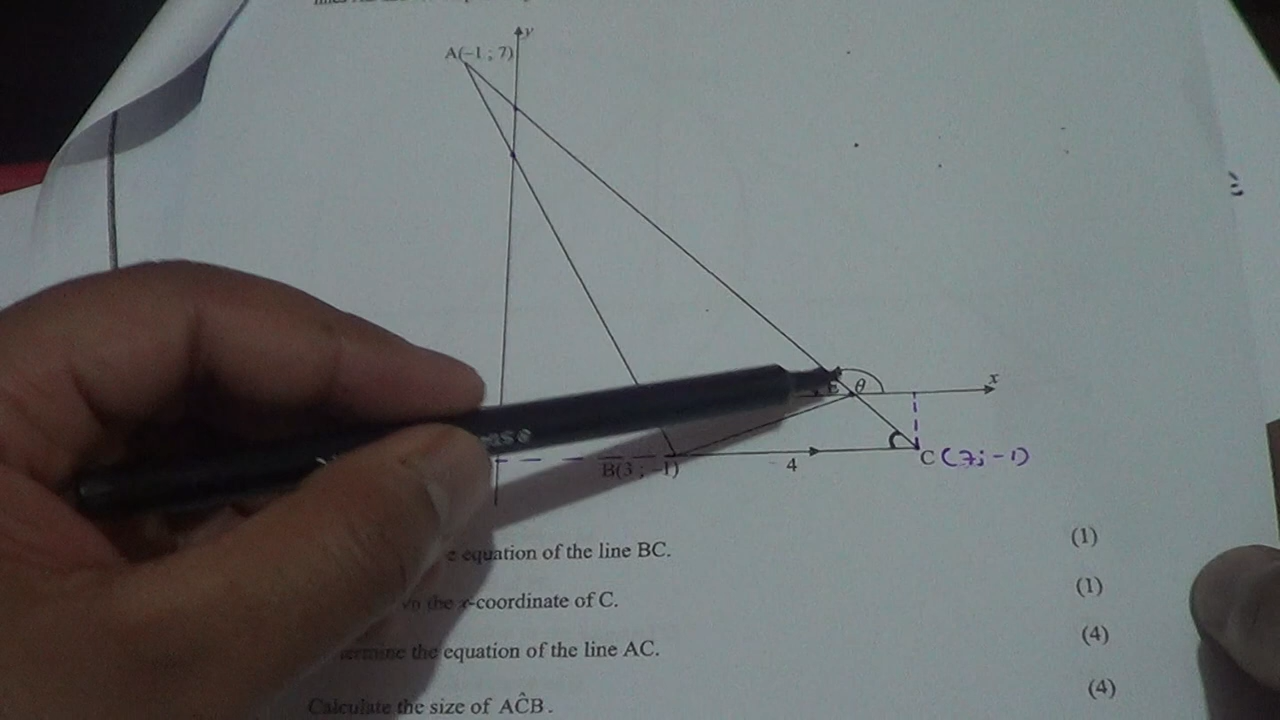 y
A(−1 ; 7)
E θ
x
B(3 ; −1)
4
C (7; −1)
equation of the line BC. (1)
the x-coordinate of C. (1)
the equation of the line AC. (4)
Calculate the size of AĈB. (4)